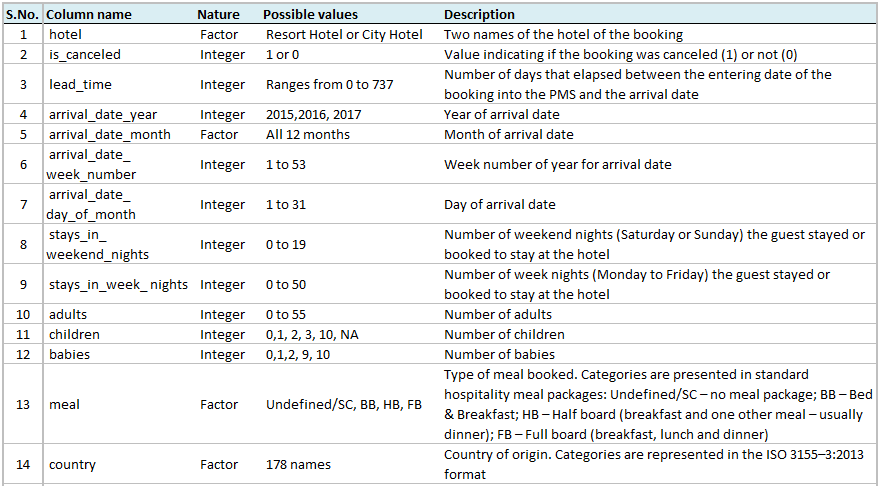 S.No. Column name Nature Possible values Description
1 hotel Factor Resort Hotel or City Hotel Two names of the hotel of the booking
2 is_canceled Integer 1 or 0 Value indicating if the booking was canceled (1) or not (0)
3 lead_time Integer Ranges from 0 to 737 Number of days that elapsed between the entering date of the
booking into the PMS and the arrival date
4 arrival_date_year Integer 2015,2016, 2017 Year of arrival date
5 arrival_date_month Factor All 12 months Month of arrival date
6 arrival_date_
week_number Integer 1 to 53 Week number of year for arrival date
7 arrival_date_
day_of_month Integer 1 to 31 Day of arrival date
8 stays_in_
weekend_nights Integer 0 to 19 Number of weekend nights (Saturday or Sunday) the guest stayed or
booked to stay at the hotel
9 stays_in_week_ nights Integer 0 to 50 Number of week nights (Monday to Friday) the guest stayed or
booked to stay at the hotel
10 adults Integer 0 to 55 Number of adults
11 children Integer 0,1, 2, 3, 10, NA Number of children
12 babies Integer 0,1,2, 9, 10 Number of babies
13 meal Factor Undefined/SC, BB, HB, FB Type of meal booked. Categories are presented in standard
hospitality meal packages: Undefined/SC – no meal package; BB – Bed
& Breakfast; HB – Half board (breakfast and one other meal – usually
dinner); FB – Full board (breakfast, lunch and dinner)
14 country Factor 178 names Country of origin. Categories are represented in the ISO 3155–3:2013
format